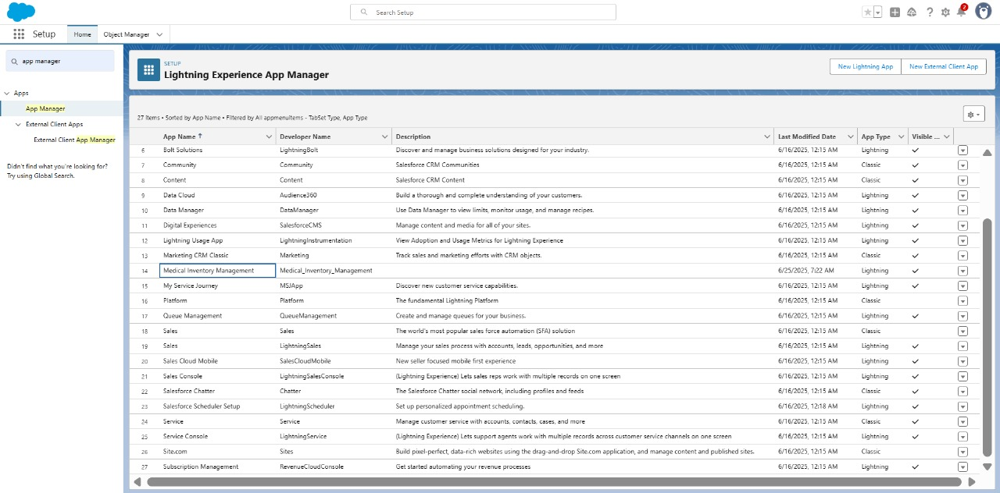 Search Setup
2
Setup
Home
Object Manager
app manager
Apps
App Manager
External Client Apps
External Client App Manager
Didn't find what you're looking for?
Try using Global Search.
SETUP
Lightning Experience App Manager
New Lightning App
New External Client App
27 items • Sorted by App Name • Filtered by All appmenuitems - TabSet Type, App Type
App Name Developer Name Description Last Modified Date App Type Visible ...
6 Bolt Solutions LightningBolt Discover and manage business solutions designed for your industry. 6/16/2025, 12:15 AM Lightning
7 Community Community Salesforce CRM Communities 6/16/2025, 12:15 AM Classic
8 Content Content Salesforce CRM Content 6/16/2025, 12:15 AM Classic
9 Data Cloud Audience360 Build a thorough and complete understanding of your customers. 6/16/2025, 12:15 AM Lightning
10 Data Manager DataManager Use Data Manager to view limits, monitor usage, and manage recipes. 6/16/2025, 12:15 AM Lightning
11 Digital Experiences SalesforceCMS Manage content and media for all of your sites. 6/16/2025, 12:15 AM Lightning
12 Lightning Usage App LightningInstrumentation View Adoption and Usage Metrics for Lightning Experience 6/16/2025, 12:15 AM Lightning
13 Marketing CRM Classic Marketing Track sales and marketing efforts with CRM objects. 6/16/2025, 12:15 AM Classic
14 Medical Inventory Management Medical_Inventory_Management 6/25/2025, 7:22 AM Lightning
15 My Service Journey MSJApp Discover new customer service capabilities. 6/16/2025, 12:15 AM Lightning
16 Platform Platform The fundamental Lightning Platform 6/16/2025, 12:15 AM Classic
17 Queue Management QueueManagement Create and manage queues for your business. 6/16/2025, 12:15 AM Lightning
18 Sales Sales The world's most popular sales force automation (SFA) solution 6/16/2025, 12:15 AM Classic
19 Sales LightningSales Manage your sales process with accounts, leads, opportunities, and more 6/16/2025, 12:15 AM Lightning
20 Sales Cloud Mobile SalesCloudMobile New seller focused mobile first experience 6/16/2025, 12:15 AM Lightning
21 Sales Console LightningSalesConsole (Lightning Experience) Lets sales reps work with multiple records on one screen 6/16/2025, 12:15 AM Lightning
22 Salesforce Chatter Chatter The Salesforce Chatter social network, including profiles and feeds 6/16/2025, 12:15 AM Classic
23 Salesforce Scheduler Setup LightningScheduler Set up personalized appointment scheduling. 6/16/2025, 12:18 AM Lightning
24 Service Service Manage customer service with accounts, contacts, cases, and more 6/16/2025, 12:15 AM Classic
25 Service Console LightningService (Lightning Experience) Lets support agents work with multiple records across customer service channels on one screen 6/16/2025, 12:15 AM Lightning
26 Site.com Sites Build pixel-perfect, data-rich websites using the drag-and-drop Site.com application, and manage content and published sites. 6/16/2025, 12:15 AM Classic
27 Subscription Management RevenueCloudConsole Get started automating your revenue processes 6/16/2025, 12:15 AM Lightning